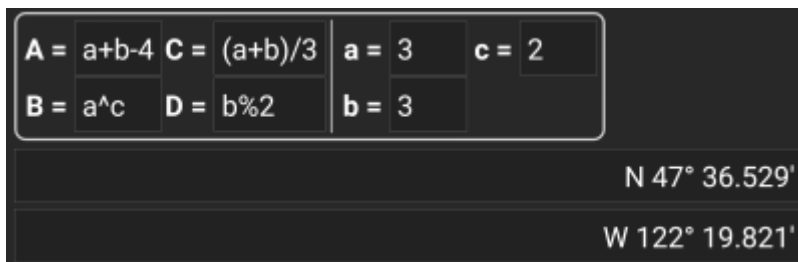 A = a+b-4 C = (a+b)/3 a = 3 c = 2
B = a^c D = b%2 b = 3
N 47° 36.529'
W 122° 19.821'